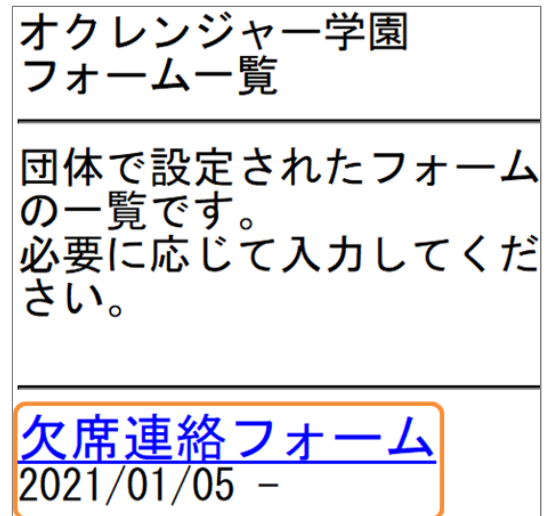 オクレンジャー学園
フォーム一覧
団体で設定されたフォーム
の一覧です。
必要に応じて入力してくだ
さい。
欠席連絡フォーム
2021/01/05 -